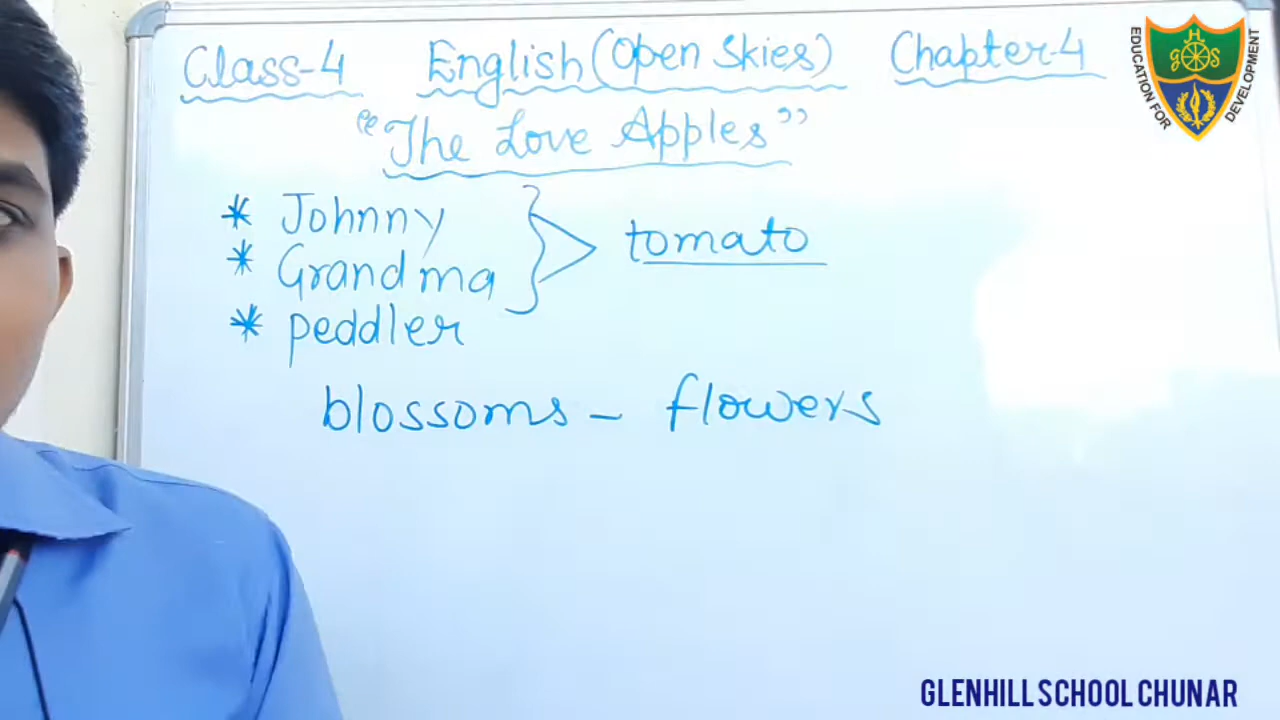 Class-4 English (Open Skies) Chapter-4
"The Love Apples"
* Johnny
* Grandma
* peddler
tomato
blossoms - flowers
EDUCATION FOR DEVELOPMENT
H
G S
GLENHILL SCHOOL CHUNAR